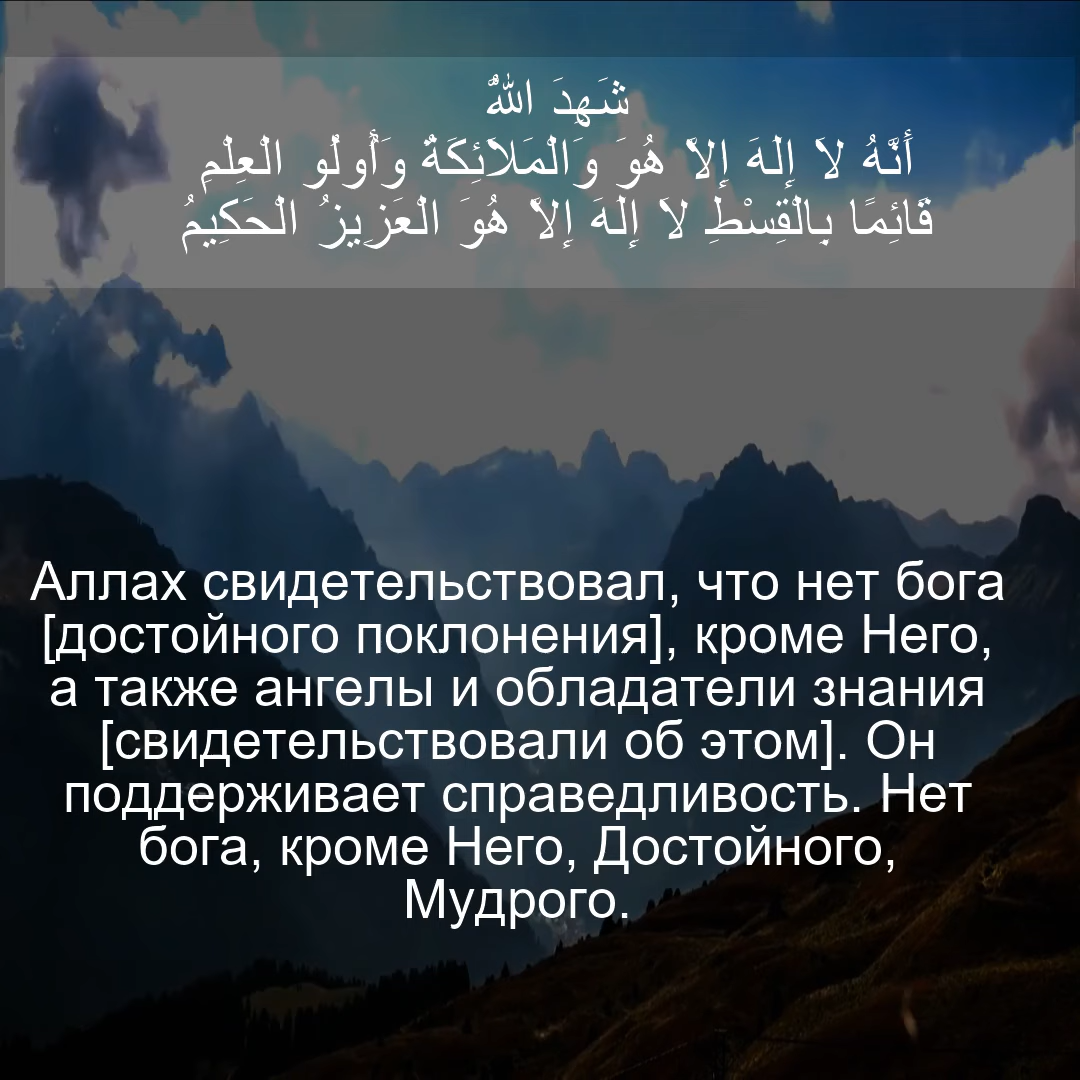 شَهِدَ اللّهُ
أَنَّهُ لاَ إِلَهَ إِلاَّ هُوَ وَالْمَلاَئِكَةُ وَأُولُو الْعِلْمِ
قَائِمًا بِالْقِسْطِ لاَ إِلَهَ إِلاَّ هُوَ الْعَزِيزُ الْحَكِيمُ
Аллах свидетельствовал, что нет бога
[достойного поклонения], кроме Него,
а также ангелы и обладатели знания
[свидетельствовали об этом]. Он
поддерживает справедливость. Нет
бога, кроме Него, Достойного,
Мудрого.